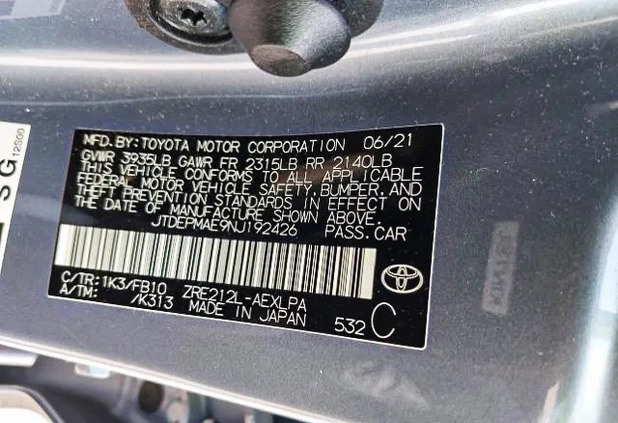 MFD. BY: TOYOTA MOTOR CORPORATION 06/21
GVWR 3935LB GAWR FR 2315LB RR 2140LB
THIS VEHICLE CONFORMS TO ALL APPLICABLE
FEDERAL MOTOR VEHICLE SAFETY, BUMPER, AND
THEFT PREVENTION STANDARDS IN EFFECT ON
THE DATE OF MANUFACTURE SHOWN ABOVE.
JTDEPMAE9NJ192426 PASS. CAR
C/TR: 1K3/FB10 ZRE212L-AEXLPA
A/TM: /K313 MADE IN JAPAN 532 C
SG
12S00